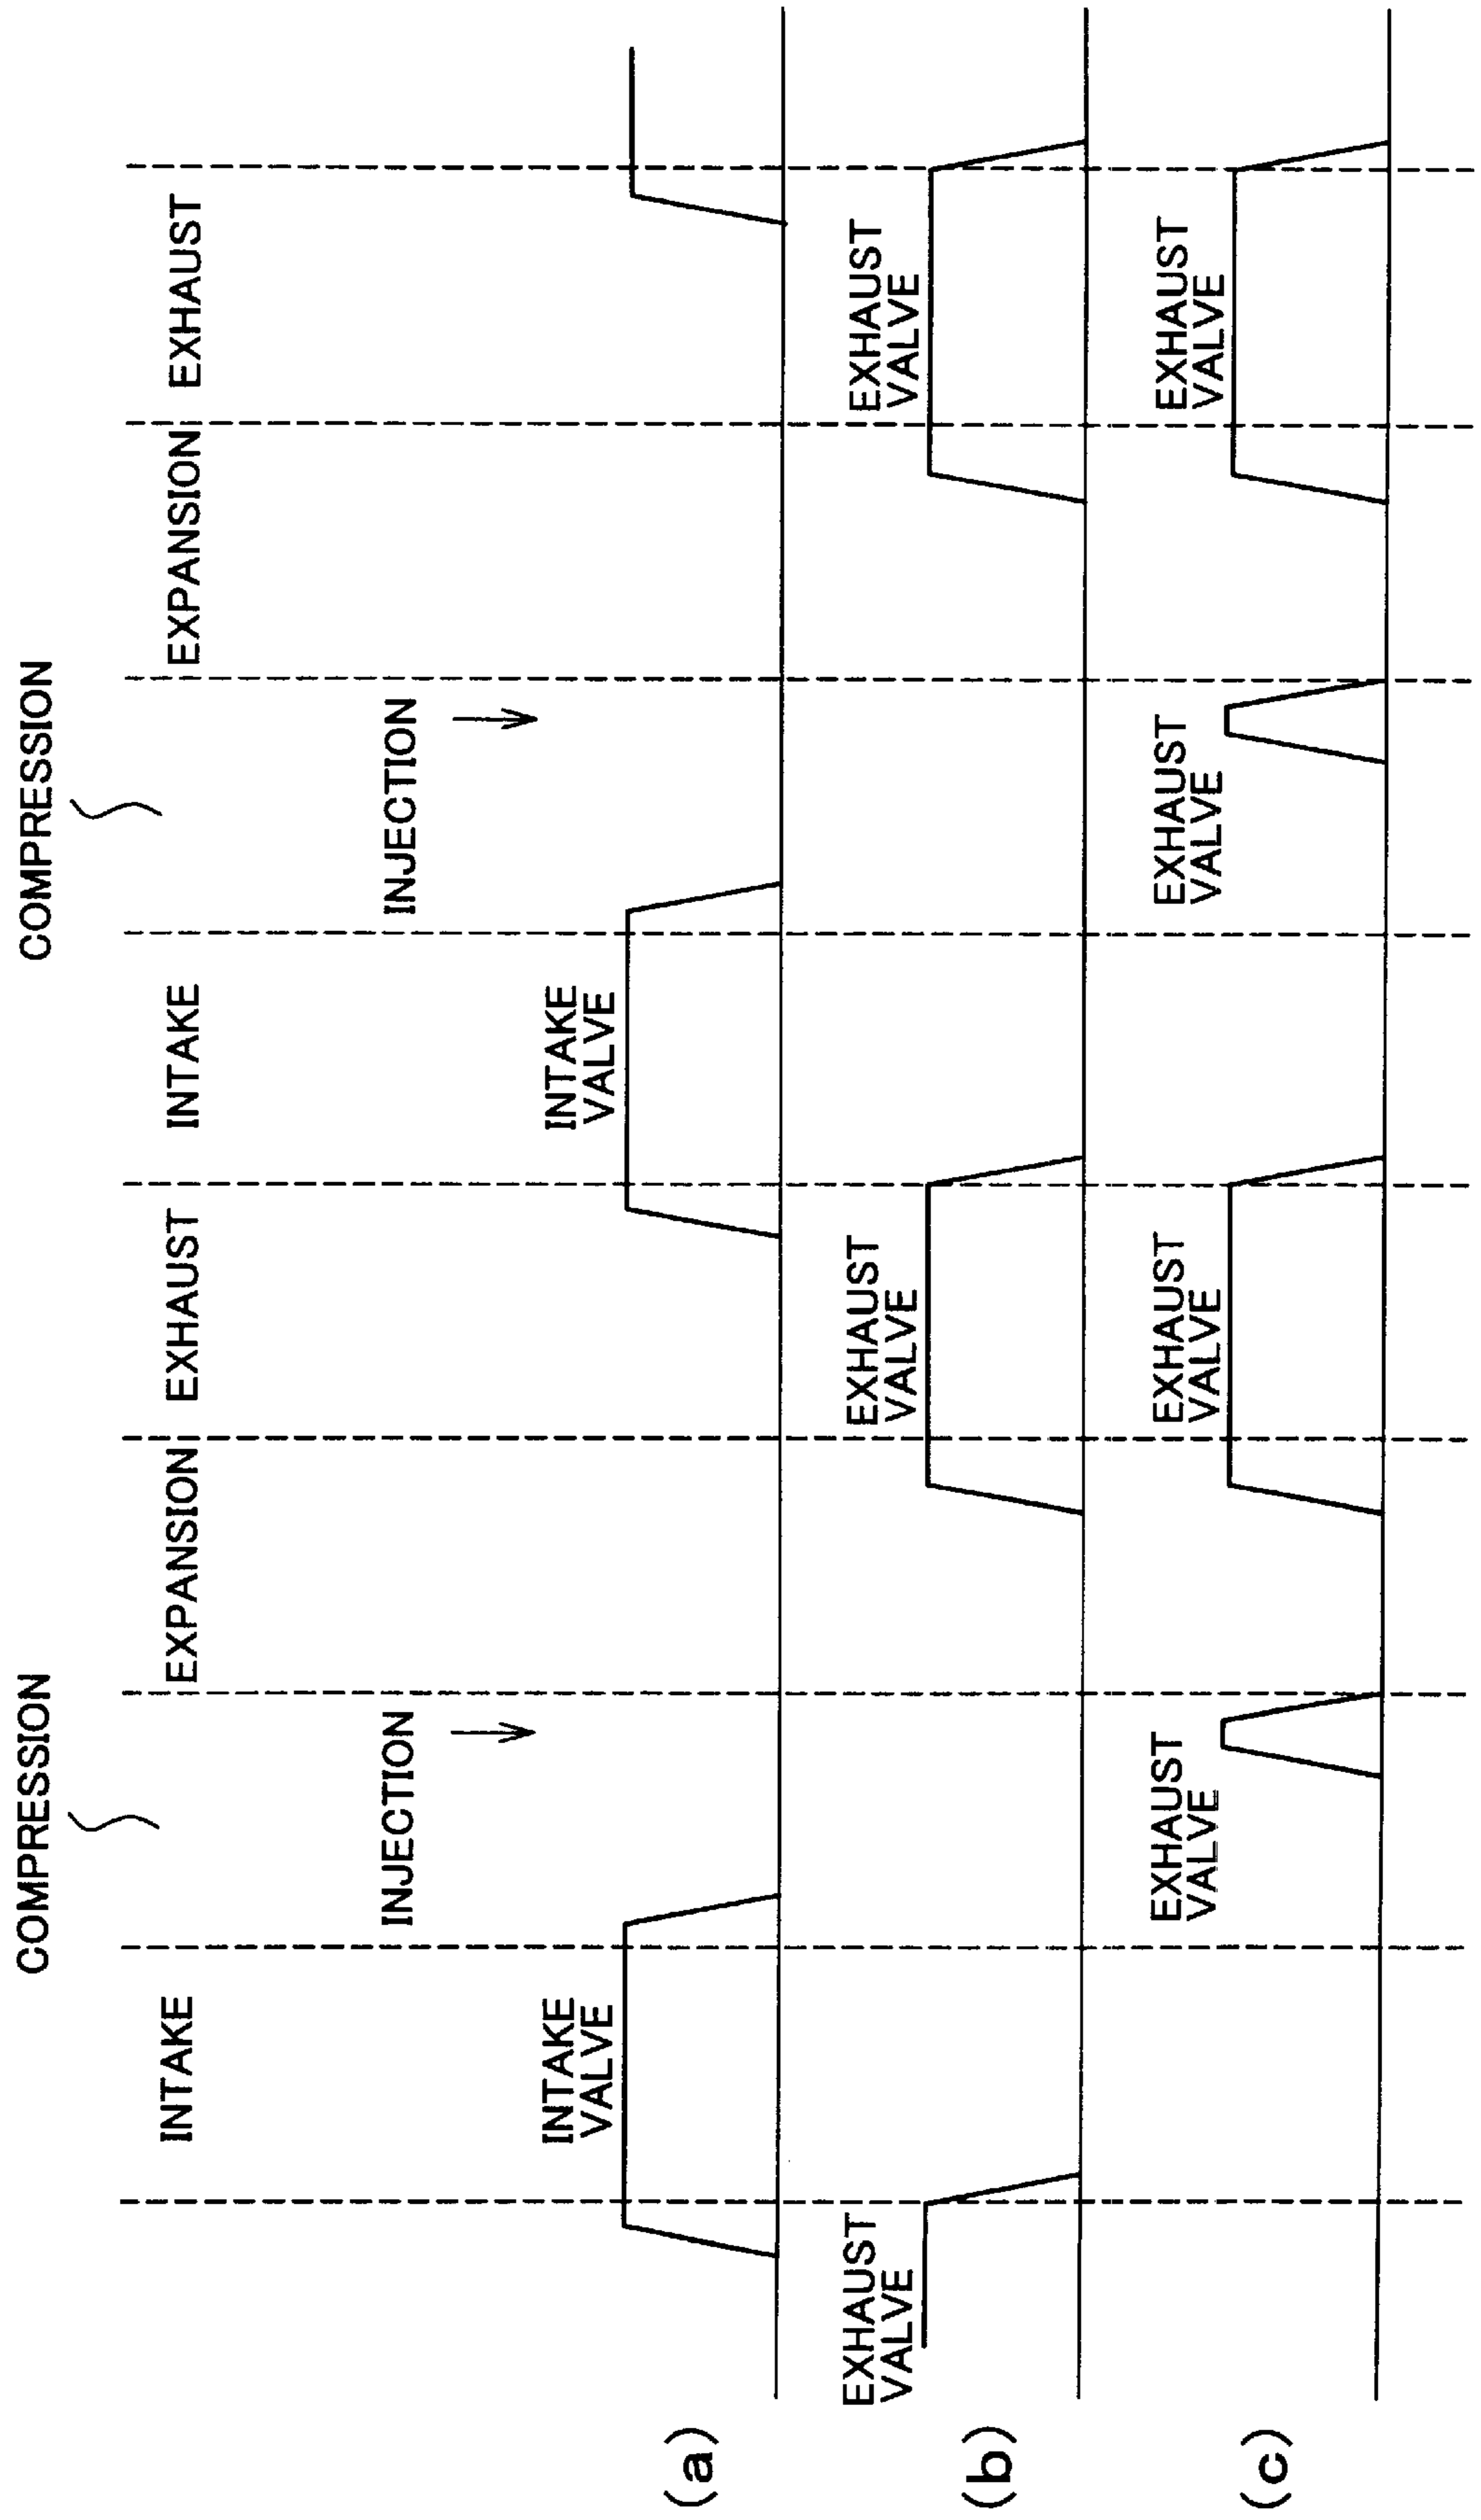 COMPRESSION
COMPRESSION
INTAKE
EXPANSION
EXHAUST
INTAKE
EXPANSION
EXHAUST
INJECTION
INJECTION
(a)
INTAKE
VALVE
INTAKE
VALVE
(b)
EXHAUST
VALVE
EXHAUST
VALVE
EXHAUST
VALVE
(c)
EXHAUST
VALVE
EXHAUST
VALVE
EXHAUST
VALVE
EXHAUST
VALVE